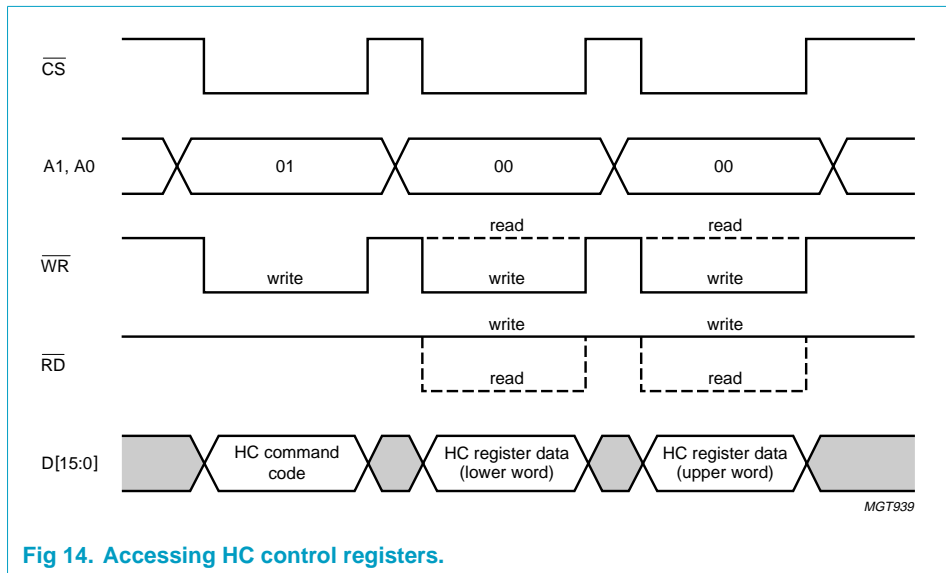 CS
A1, A0
01
00
00
read
read
WR
write
write
write
write
write
RD
read
read
D[15:0]
HC command
code
HC register data
(lower word)
HC register data
(upper word)
MGT939
Fig 14. Accessing HC control registers.